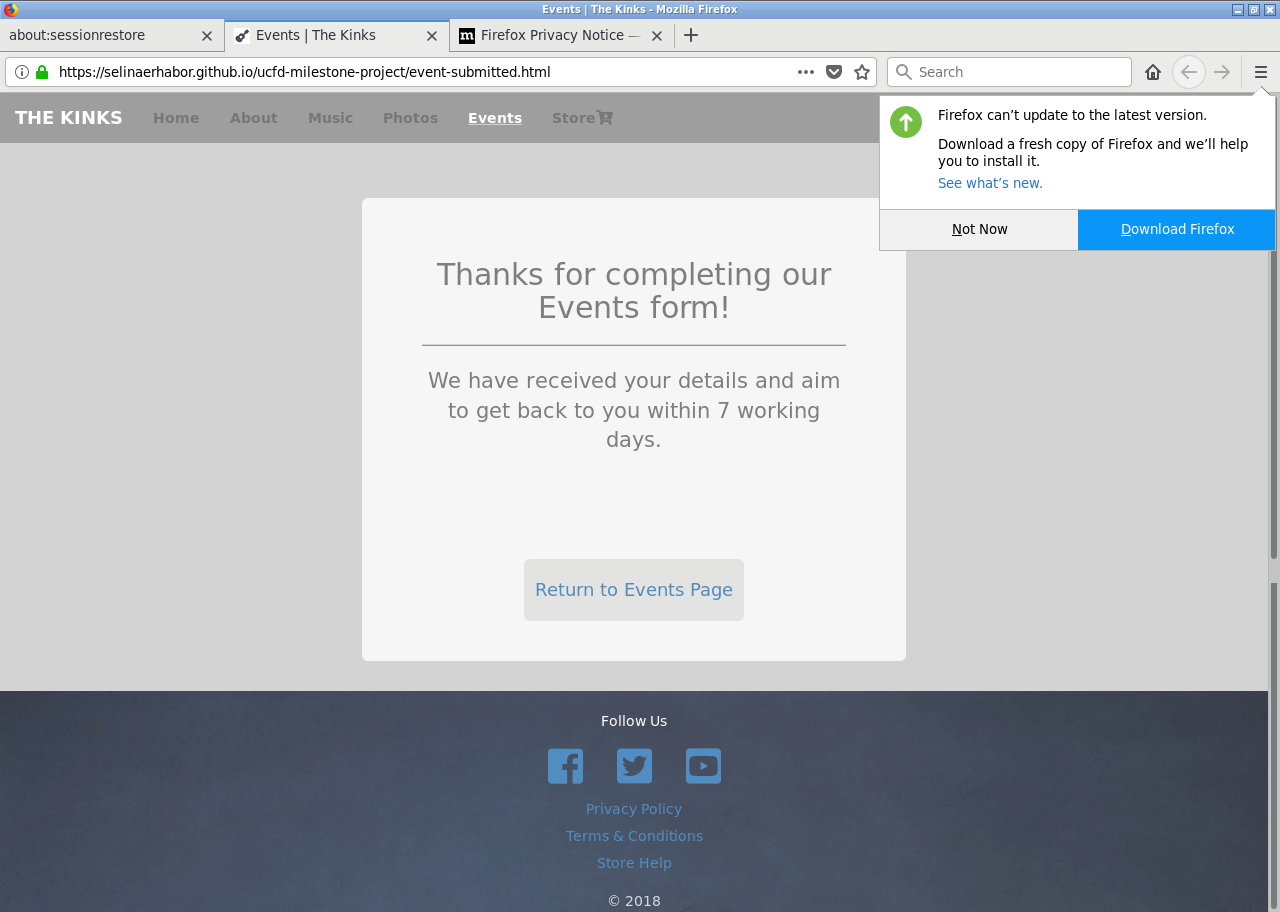 Events | The Kinks - Mozilla Firefox
about:sessionrestore
Events | The Kinks
Firefox Privacy Notice —
https://selinaerhabor.github.io/ucfd-milestone-project/event-submitted.html
Search
THE KINKS
Home
About
Music
Photos
Events
Store
Firefox can’t update to the latest version.
Download a fresh copy of Firefox and we’ll help
you to install it.
See what’s new.
Not Now
Download Firefox
Thanks for completing our
Events form!
We have received your details and aim
to get back to you within 7 working
days.
Return to Events Page
Follow Us
Privacy Policy
Terms & Conditions
Store Help
© 2018